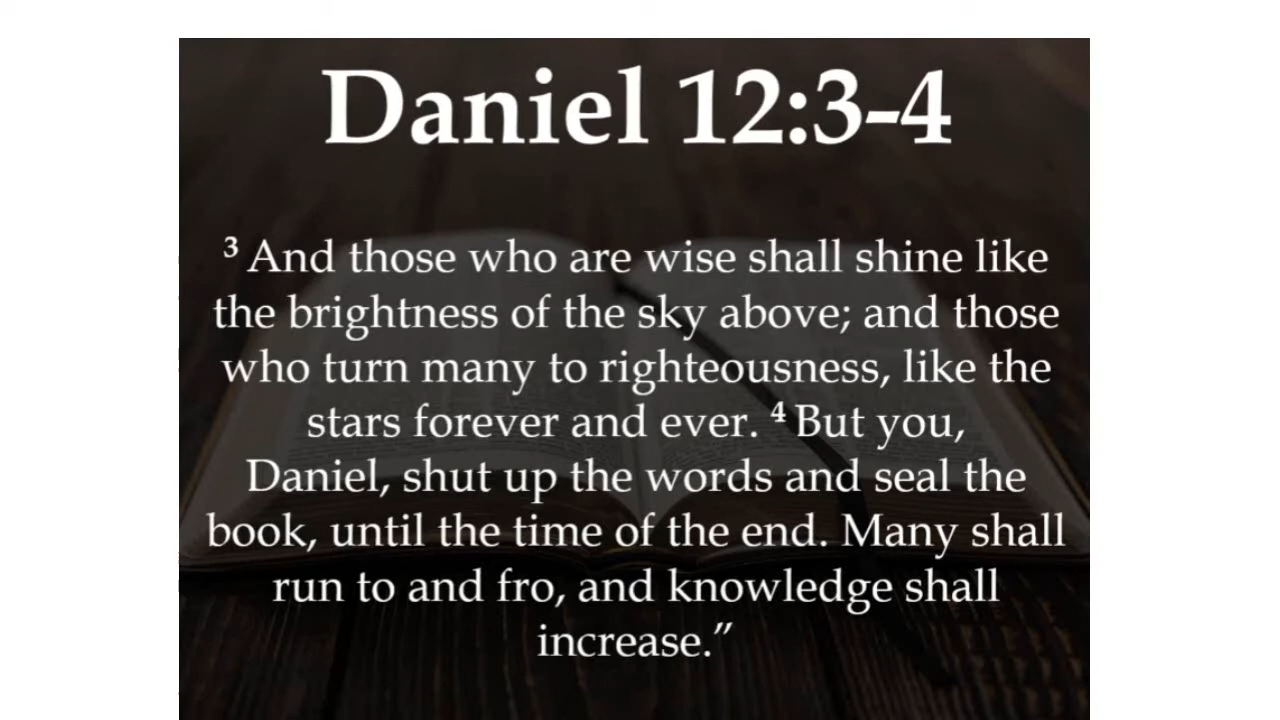 Daniel 12:3-4
³ And those who are wise shall shine like
the brightness of the sky above; and those
who turn many to righteousness, like the
stars forever and ever. ⁴ But you,
Daniel, shut up the words and seal the
book, until the time of the end. Many shall
run to and fro, and knowledge shall
increase.”